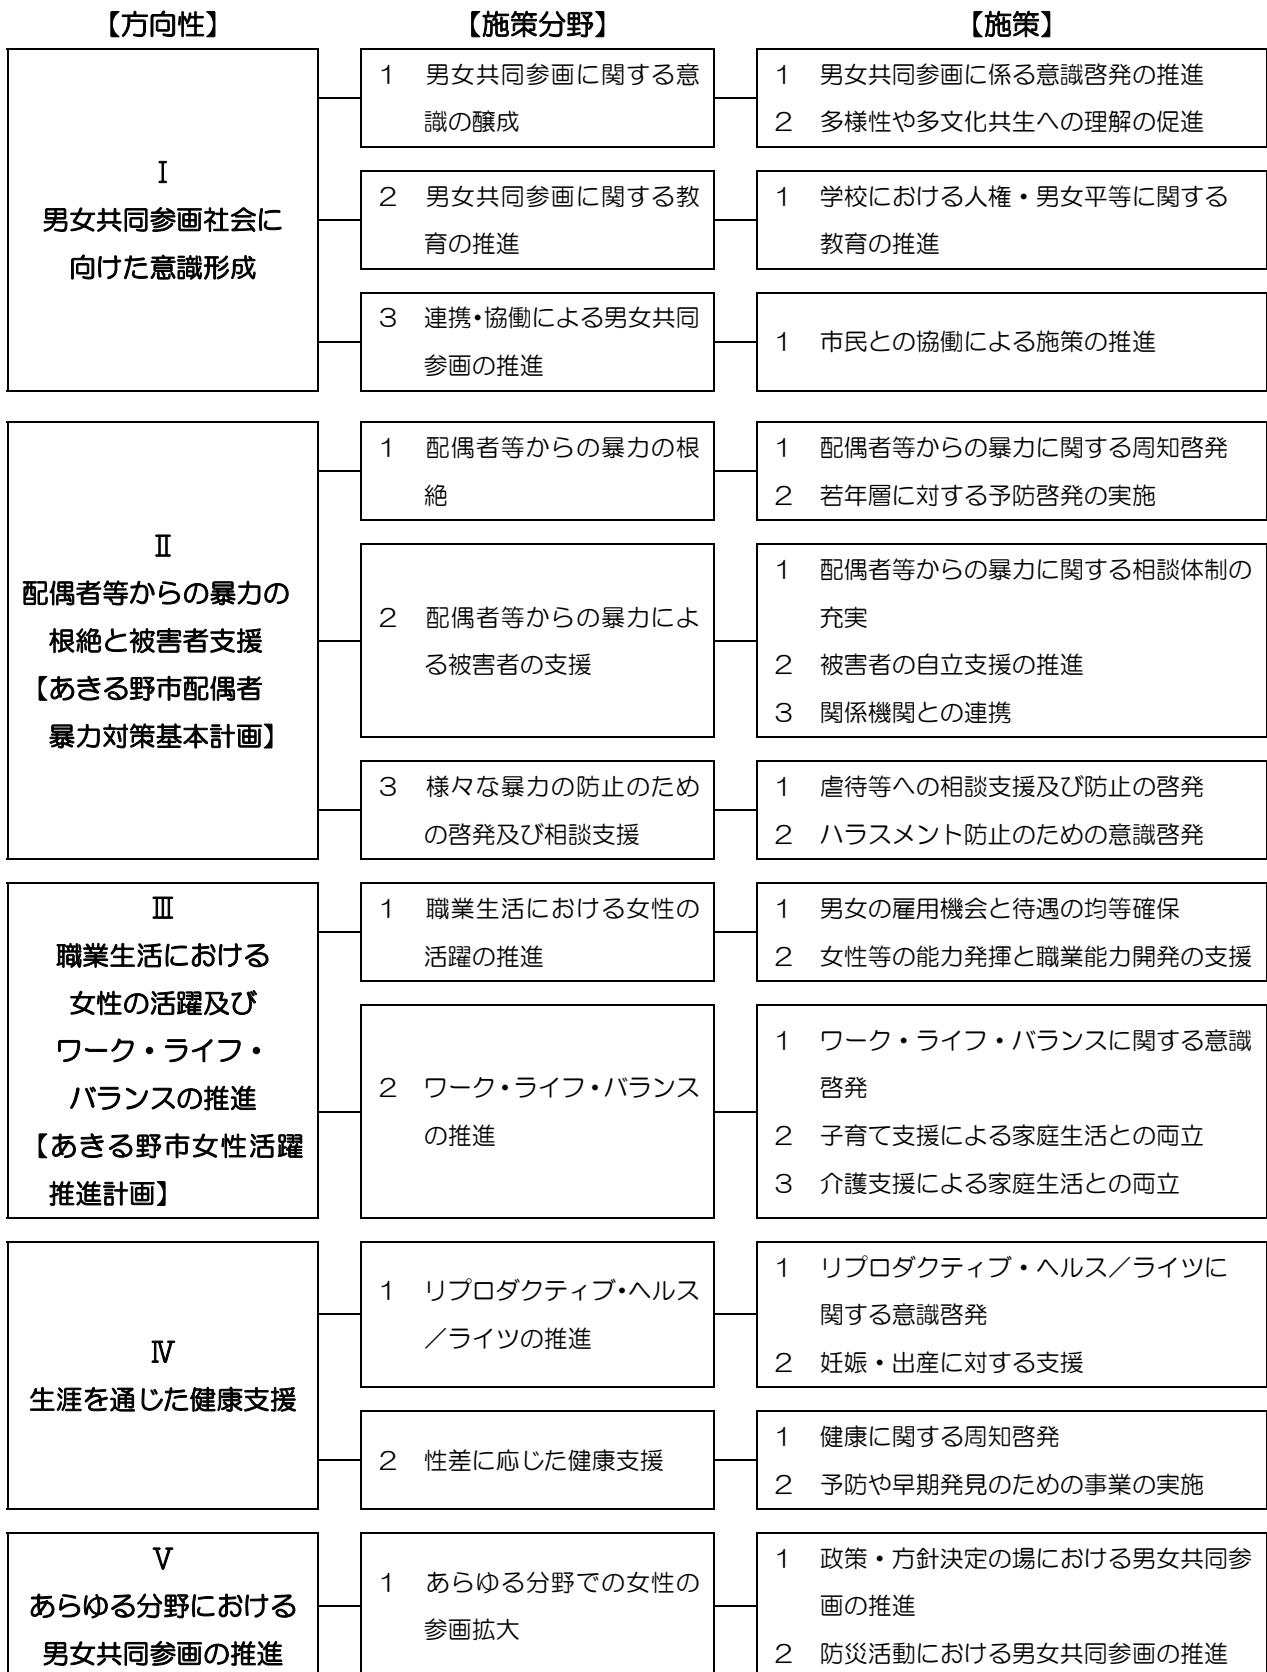 【方向性】
【施策分野】
【施策】
Ⅰ
男女共同参画社会に
向けた意識形成
1 男女共同参画に関する意
識の醸成
1 男女共同参画に係る意識啓発の推進
2 多様性や多文化共生への理解の促進
2 男女共同参画に関する教
育の推進
1 学校における人権・男女平等に関する
教育の推進
3 連携・協働による男女共同
参画の推進
1 市民との協働による施策の推進
Ⅱ
配偶者等からの暴力の
根絶と被害者支援
【あきる野市配偶者
暴力対策基本計画】
1 配偶者等からの暴力の根
絶
1 配偶者等からの暴力に関する周知啓発
2 若年層に対する予防啓発の実施
2 配偶者等からの暴力によ
る被害者の支援
1 配偶者等からの暴力に関する相談体制の
充実
2 被害者の自立支援の推進
3 関係機関との連携
3 様々な暴力の防止のため
の啓発及び相談支援
1 虐待等への相談支援及び防止の啓発
2 ハラスメント防止のための意識啓発
Ⅲ
職業生活における
女性の活躍及び
ワーク・ライフ・
バランスの推進
【あきる野市女性活躍
推進計画】
1 職業生活における女性の
活躍の推進
1 男女の雇用機会と待遇の均等確保
2 女性等の能力発揮と職業能力開発の支援
2 ワーク・ライフ・バランス
の推進
1 ワーク・ライフ・バランスに関する意識
啓発
2 子育て支援による家庭生活との両立
3 介護支援による家庭生活との両立
Ⅳ
生涯を通じた健康支援
1 リプロダクティブ・ヘルス
／ライツの推進
1 リプロダクティブ・ヘルス／ライツに
関する意識啓発
2 妊娠・出産に対する支援
2 性差に応じた健康支援
1 健康に関する周知啓発
2 予防や早期発見のための事業の実施
Ⅴ
あらゆる分野における
男女共同参画の推進
1 あらゆる分野での女性の
参画拡大
1 政策・方針決定の場における男女共同参
画の推進
2 防災活動における男女共同参画の推進